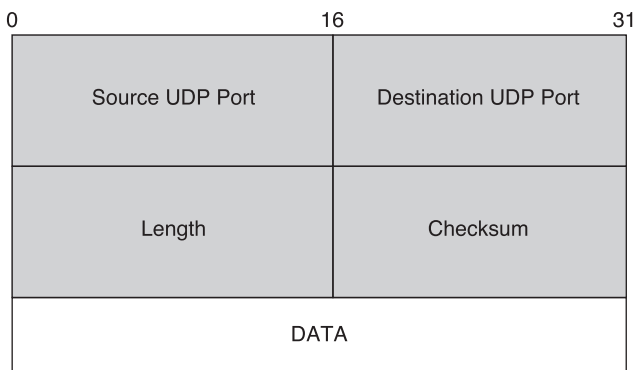 0 16 31
Source UDP Port Destination UDP Port
Length Checksum
DATA